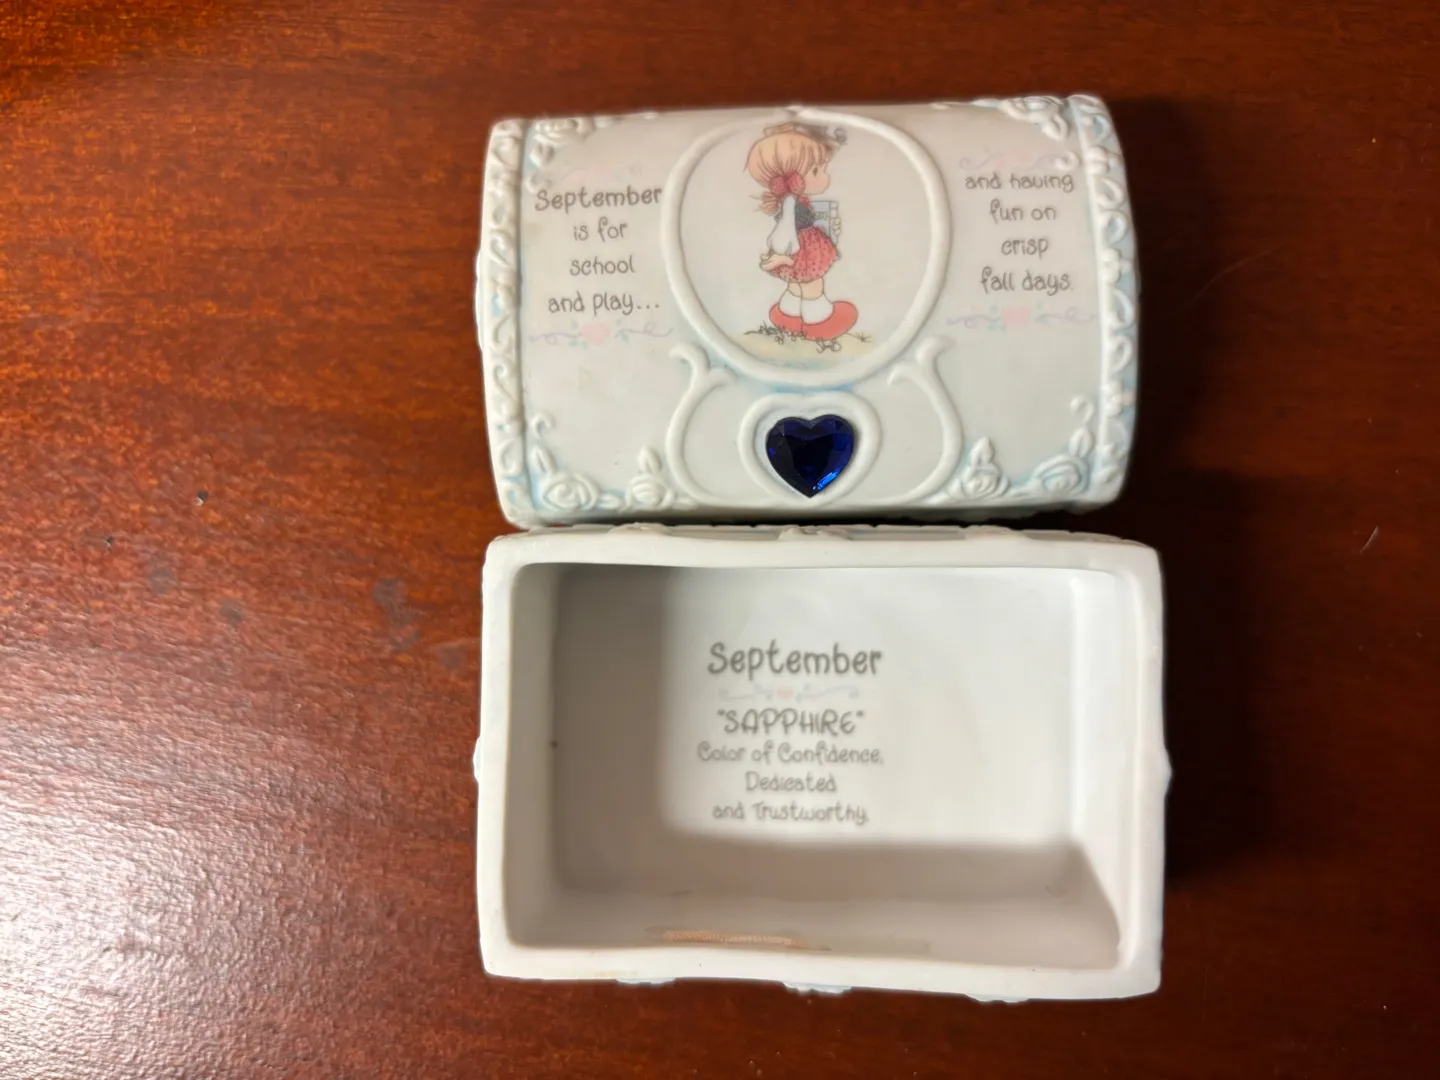 September
is for
school
and play...
and having
fun on
crisp
fall days.
September
"SAPPHIRE"
Color of Confidence,
Dedicated
and Trustworthy.